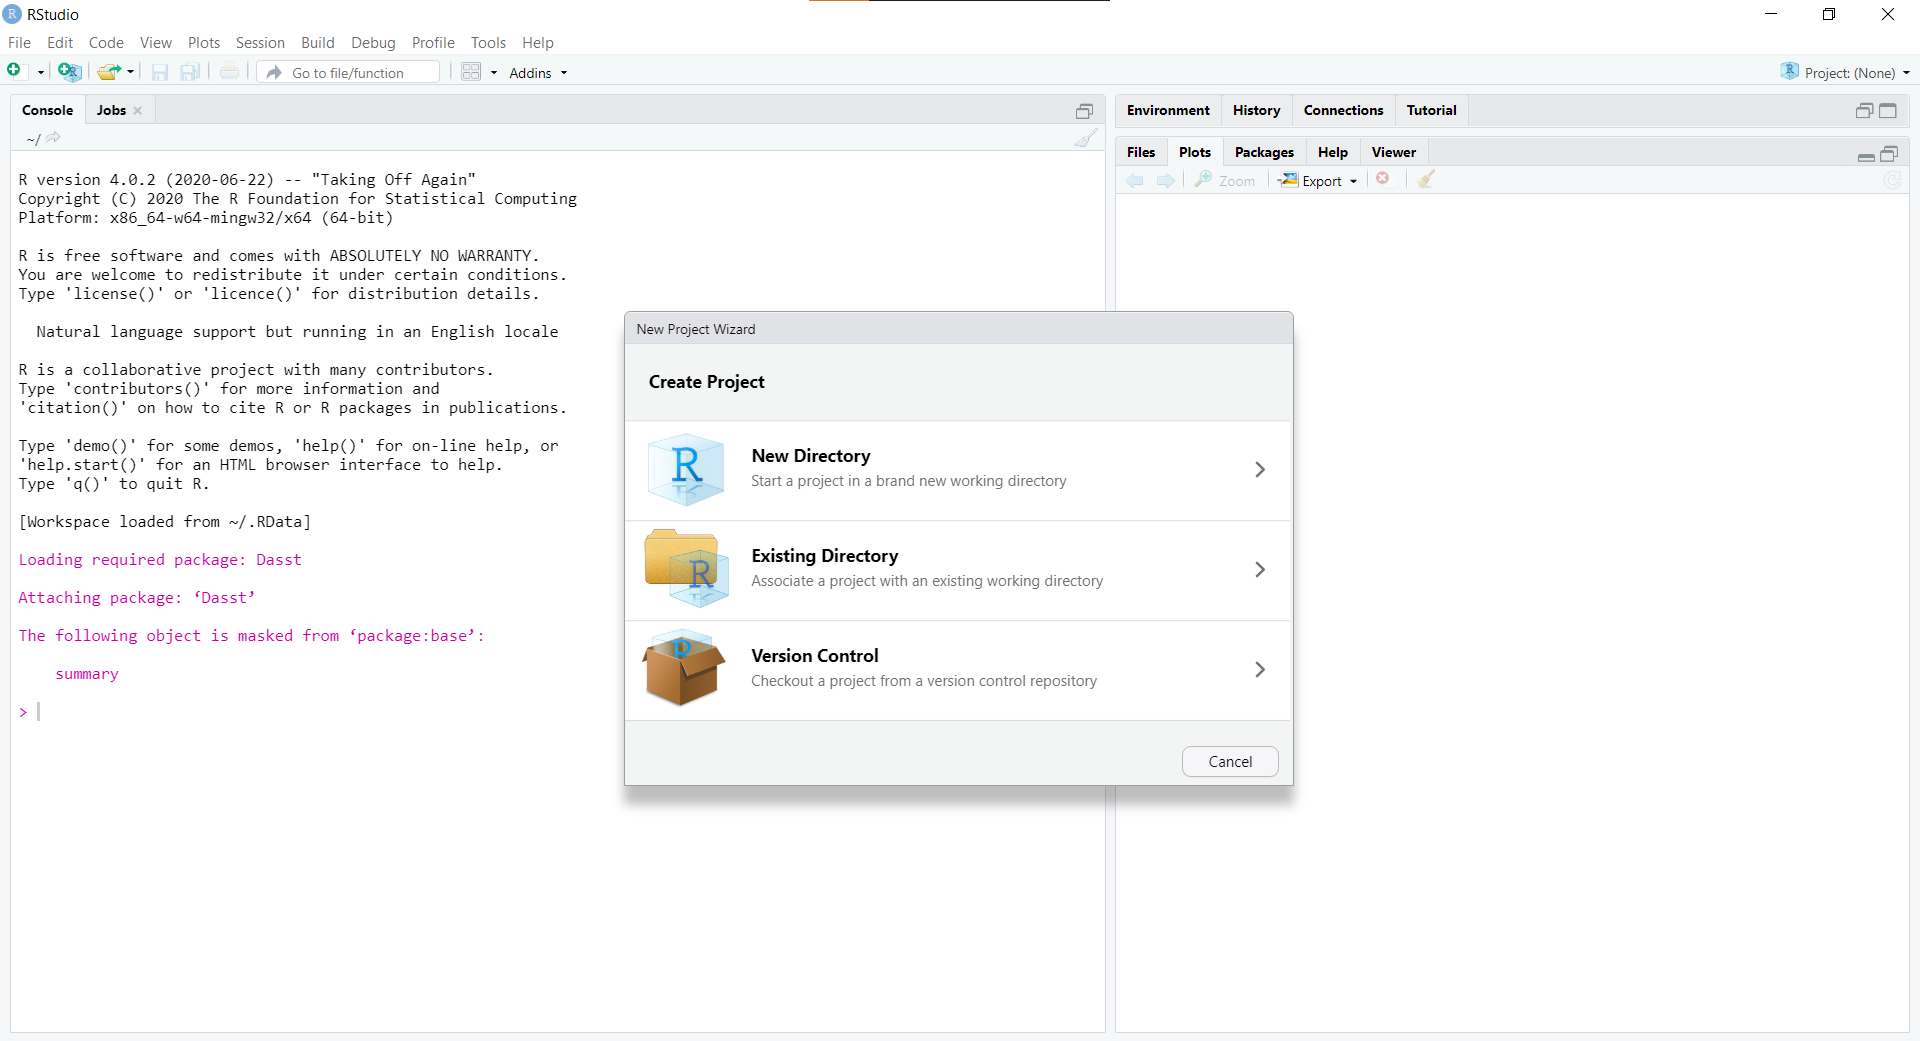 RStudio
File Edit Code View Plots Session Build Debug Profile Tools Help
Go to file/function Addins Project: (None)
Console Jobs
~/
R version 4.0.2 (2020-06-22) -- "Taking Off Again"
Copyright (C) 2020 The R Foundation for Statistical Computing
Platform: x86_64-w64-mingw32/x64 (64-bit)
R is free software and comes with ABSOLUTELY NO WARRANTY.
You are welcome to redistribute it under certain conditions.
Type 'license()' or 'licence()' for distribution details.
Natural language support but running in an English locale
R is a collaborative project with many contributors.
Type 'contributors()' for more information and
'citation()' on how to cite R or R packages in publications.
Type 'demo()' for some demos, 'help()' for on-line help, or
'help.start()' for an HTML browser interface to help.
Type 'q()' to quit R.
[Workspace loaded from ~/.RData]
Loading required package: Dasst
Attaching package: ‘Dasst’
The following object is masked from ‘package:base’:
summary
>
Environment History Connections Tutorial
Files Plots Packages Help Viewer
Zoom Export
New Project Wizard
Create Project
New Directory
Start a project in a brand new working directory
Existing Directory
Associate a project with an existing working directory
Version Control
Checkout a project from a version control repository
Cancel